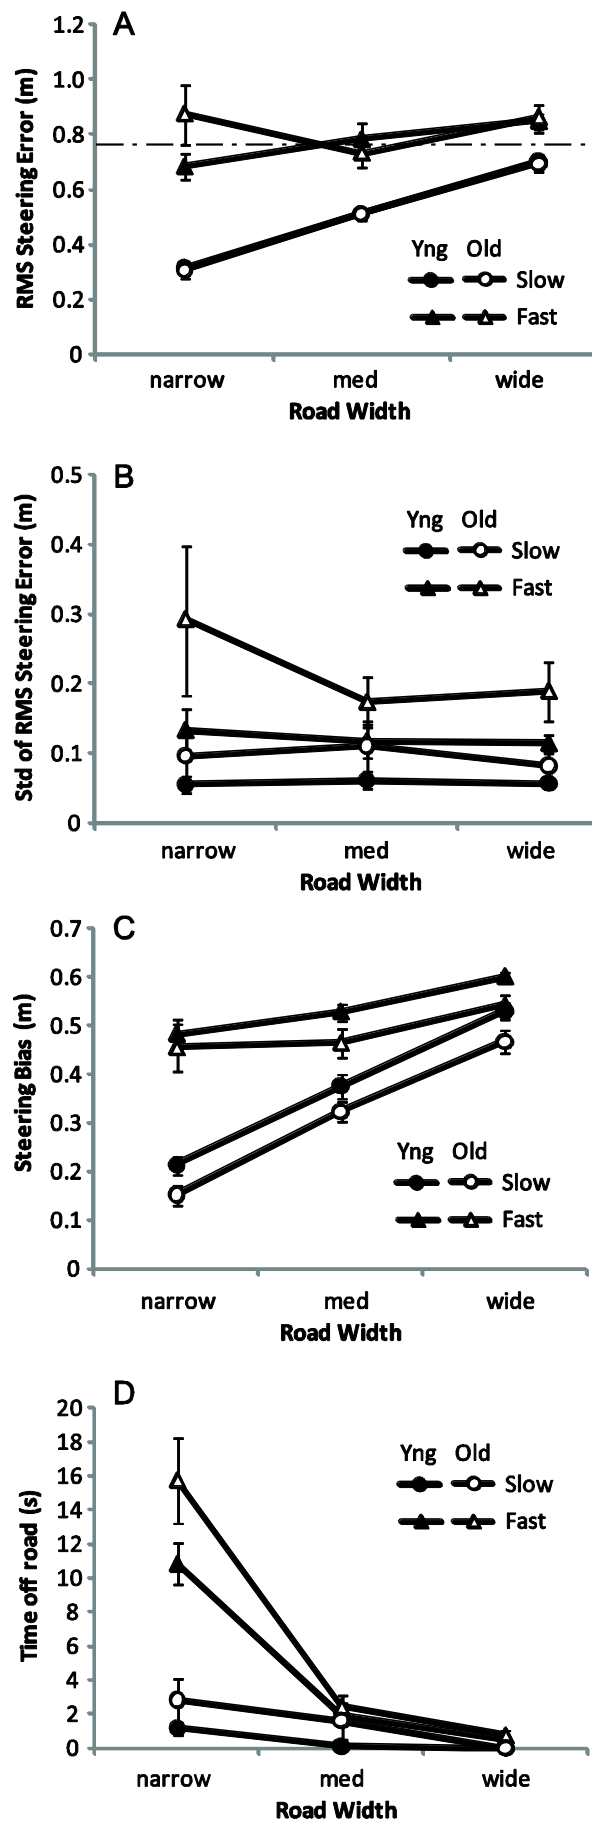 A
1.2
1.0
0.8
0.6
0.4
0.2
0
RMS Steering Error (m)
Yng Old
Slow
Fast
narrow med wide
Road Width
B
0.5
0.4
0.3
0.2
0.1
0
Std of RMS Steering Error (m)
Yng Old
Slow
Fast
narrow med wide
Road Width
C
0.7
0.6
0.5
0.4
0.3
0.2
0.1
0
Steering Bias (m)
Yng Old
Slow
Fast
narrow med wide
Road Width
D
20
18
16
14
12
10
8
6
4
2
0
Time off road (s)
Yng Old
Slow
Fast
narrow med wide
Road Width